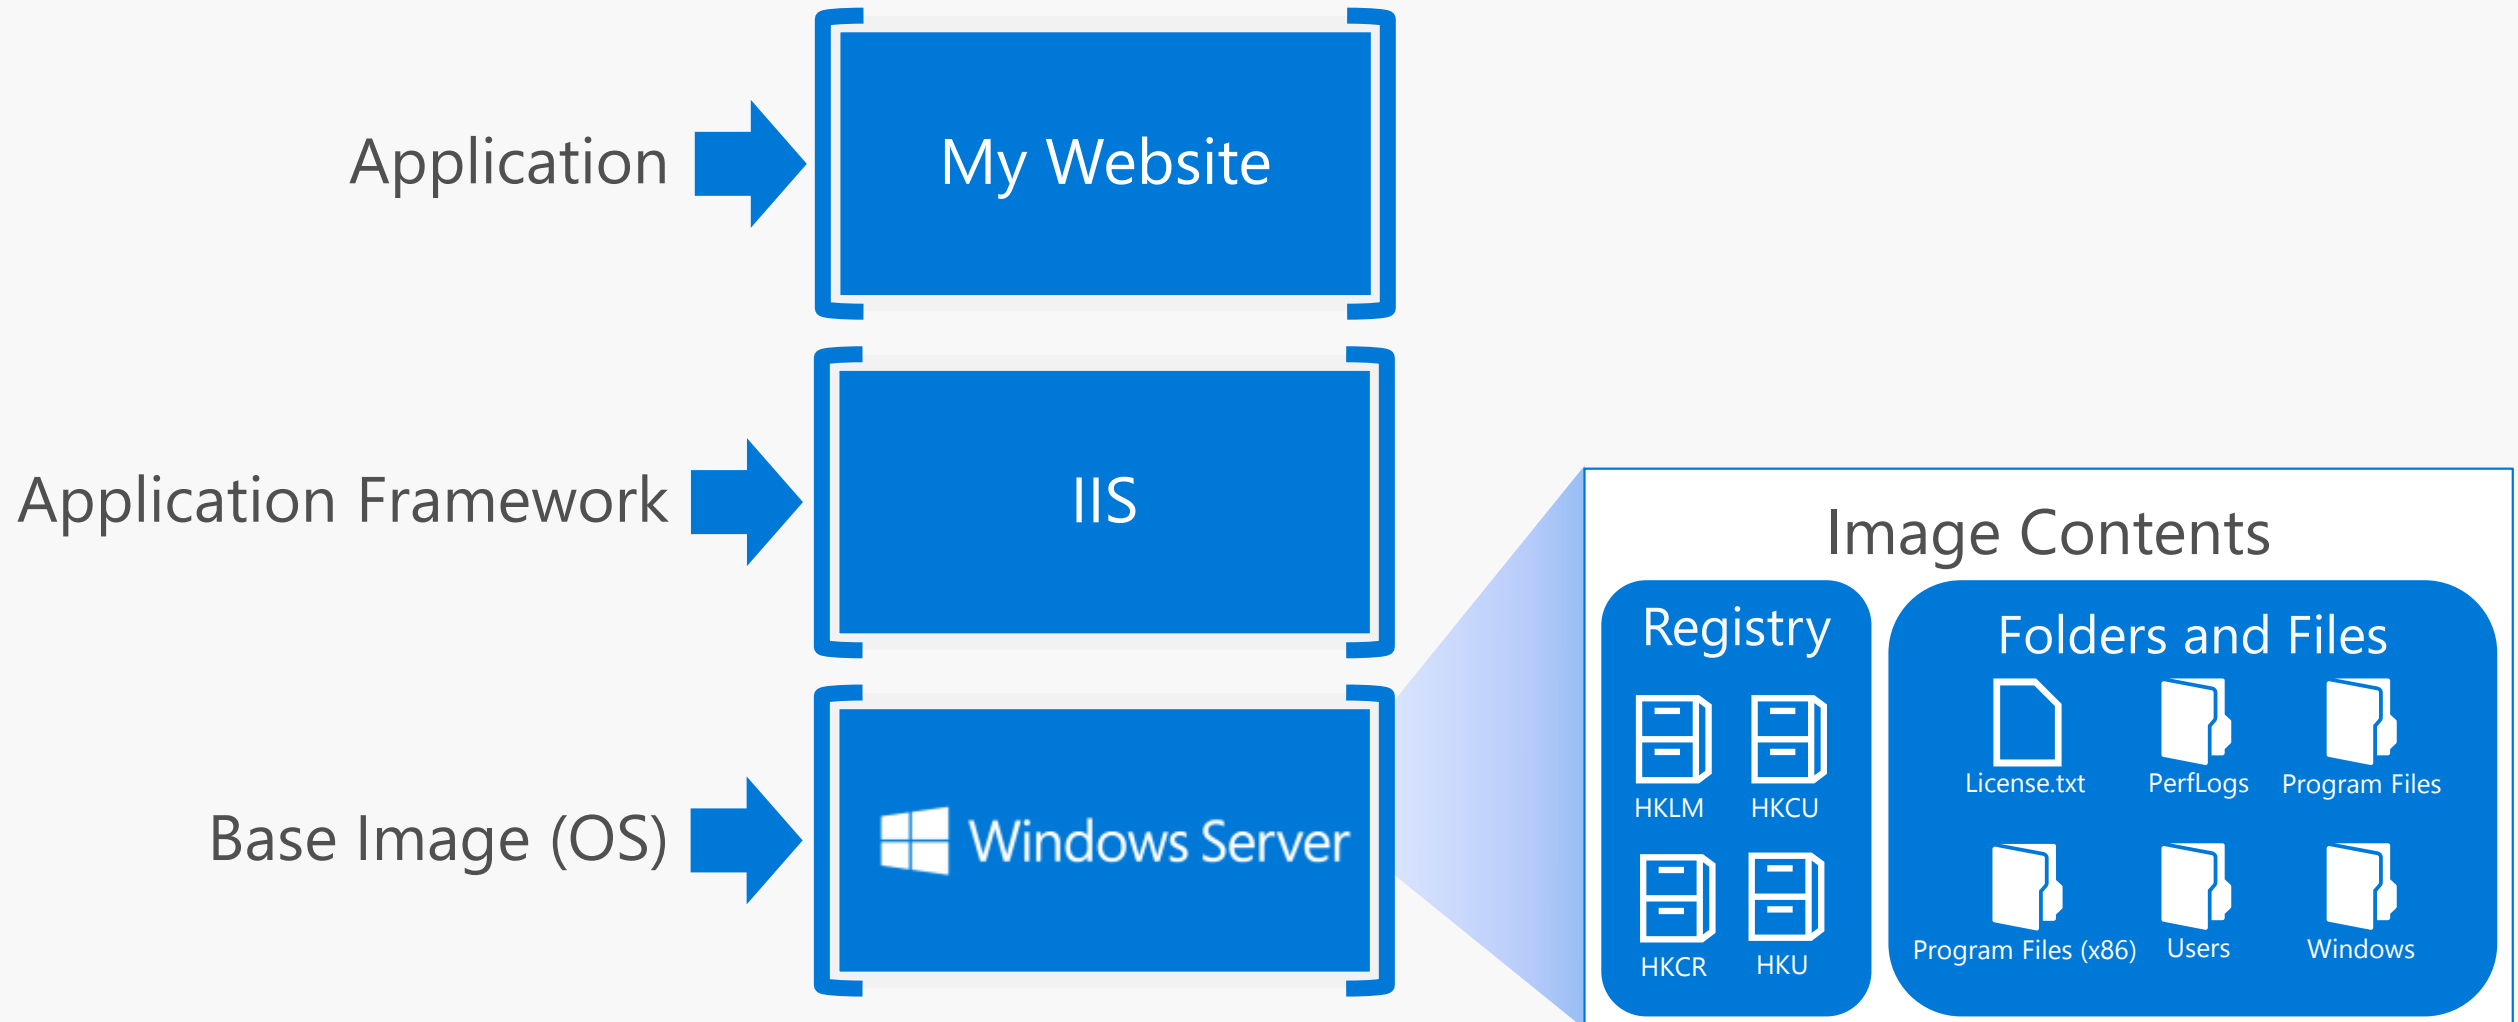 Application
My Website
Application Framework
IIS
Base Image (OS)
Windows Server
Image Contents
Registry
HKLM
HKCU
HKCR
HKU
Folders and Files
License.txt
PerfLogs
Program Files
Program Files (x86)
Users
Windows